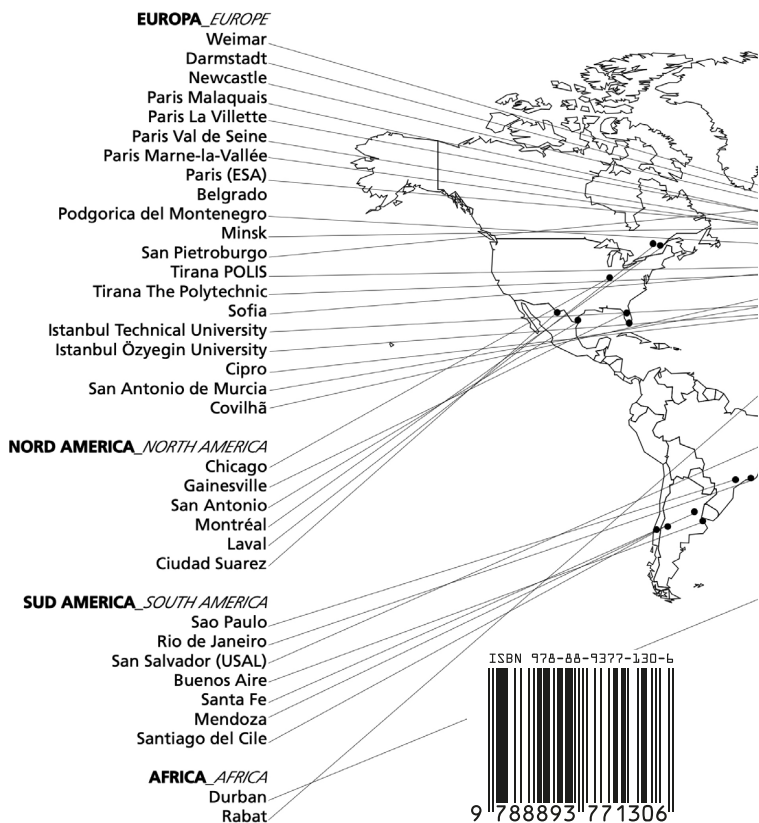 EUROPA_EUROPE
Weimar
Darmstadt
Newcastle
Paris Malaquais
Paris La Villette
Paris Val de Seine
Paris Marne-la-Vallée
Paris (ESA)
Belgrado
Podgorica del Montenegro
Minsk
San Pietroburgo
Tirana POLIS
Tirana The Polytechnic
Sofia
Istanbul Technical University
Istanbul Özyegin University
Cipro
San Antonio de Murcia
Covilhã
NORD AMERICA_NORTH AMERICA
Chicago
Gainesville
San Antonio
Montréal
Laval
Ciudad Suarez
SUD AMERICA_SOUTH AMERICA
Sao Paulo
Rio de Janeiro
San Salvador (USAL)
Buenos Aire
Santa Fe
Mendoza
Santiago del Cile
AFRICA_AFRICA
Durban
Rabat
ISBN 978-88-9377-130-6
9 788893 771306